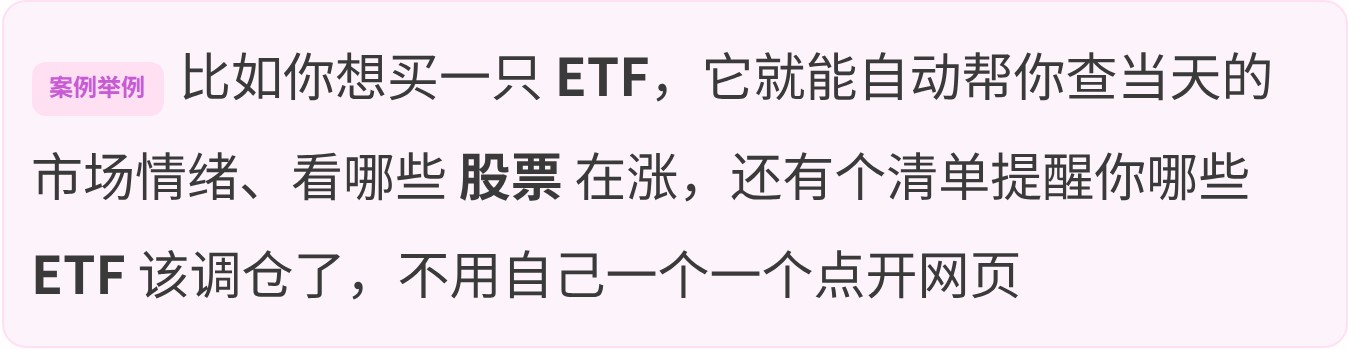 案例举例 比如你想买一只 ETF，它就能自动帮你查当天的
市场情绪、看哪些 股票 在涨，还有个清单提醒你哪些
ETF 该调仓了，不用自己一个一个点开网页